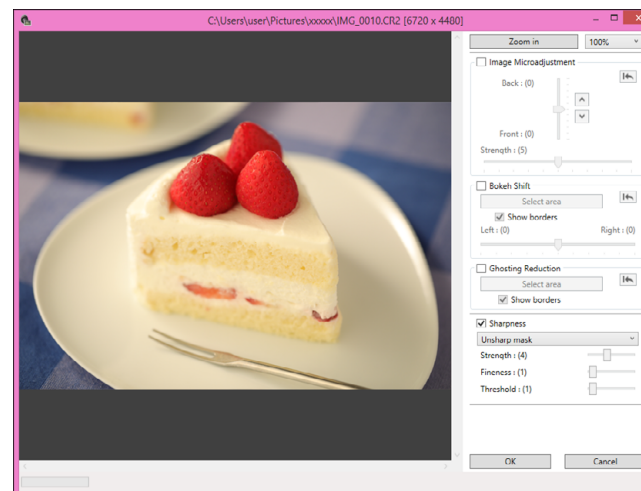 C:\Users\user\Pictures\xxxxx\IMG_0010.CR2 [6720 x 4480]
Zoom in
100%
Image Microadjustment
Back : (0)
Front : (0)
Strength : (5)
Bokeh Shift
Select area
Show borders
Left : (0) Right : (0)
Ghosting Reduction
Select area
Show borders
Sharpness
Unsharp mask
Strength : (4)
Fineness : (1)
Threshold : (1)
OK Cancel